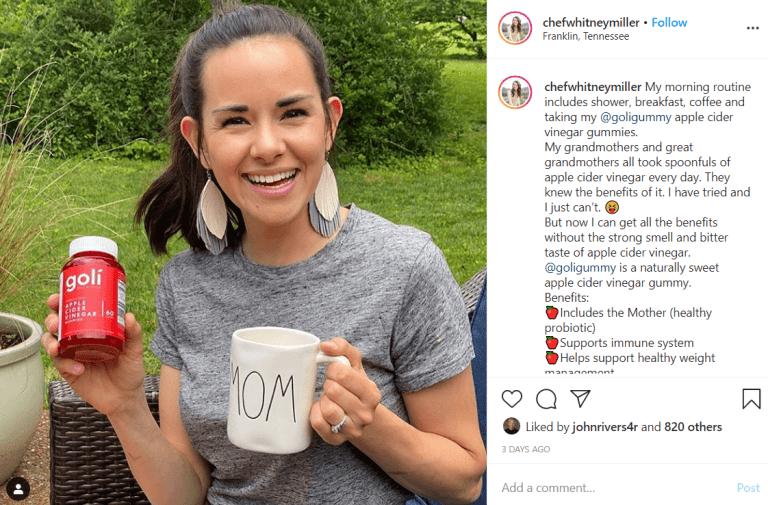 chefwhitneymiller • Follow
Franklin, Tennessee
chefwhitneymiller My morning routine
includes shower, breakfast, coffee and
taking my @goligummy apple cider
vinegar gummies.
My grandmothers and great
grandmothers all took spoonfuls of
apple cider vinegar every day. They
knew the benefits of it. I have tried and
I just can't. 😝
But now I can get all the benefits
without the strong smell and bitter
taste of apple cider vinegar.
@goligummy is a naturally sweet
apple cider vinegar gummy.
Benefits:
🍎Includes the Mother (healthy
probiotic)
🍎Supports immune system
🍎Helps support healthy weight
management
Liked by johnrivers4r and 820 others
3 DAYS AGO
Add a comment... Post
goli
APPLE
CIDER
VINEGAR
60
MOM